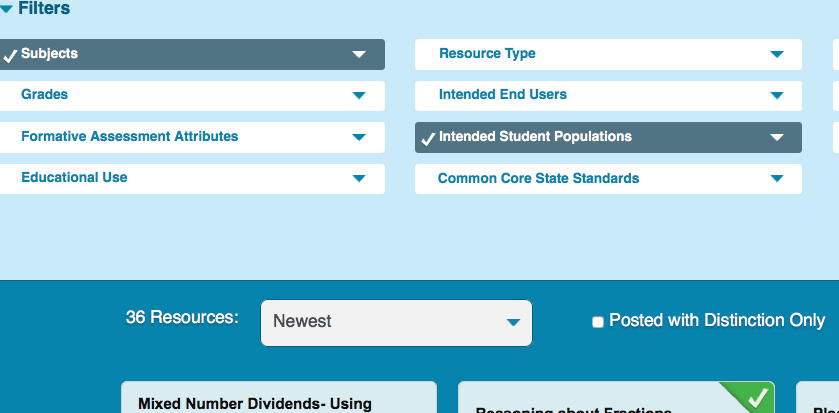 Filters
Subjects
Resource Type
Grades
Intended End Users
Formative Assessment Attributes
Intended Student Populations
Educational Use
Common Core State Standards
36 Resources:
Newest
Posted with Distinction Only
Mixed Number Dividends- Using
Reasoning about Fractions